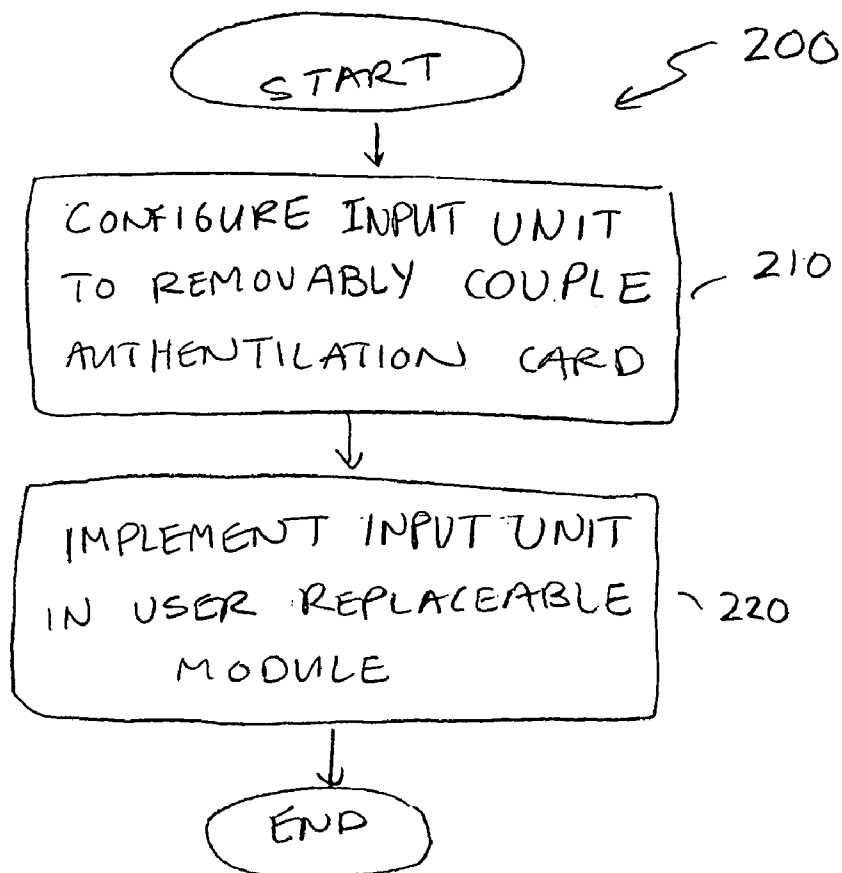 START
200
CONFIGURE INPUT UNIT
TO REMOVABLY COUPLE
AUTHENTILATION CARD
210
IMPLEMENT INPUT UNIT
IN USER REPLACEABLE
MODULE
220
END